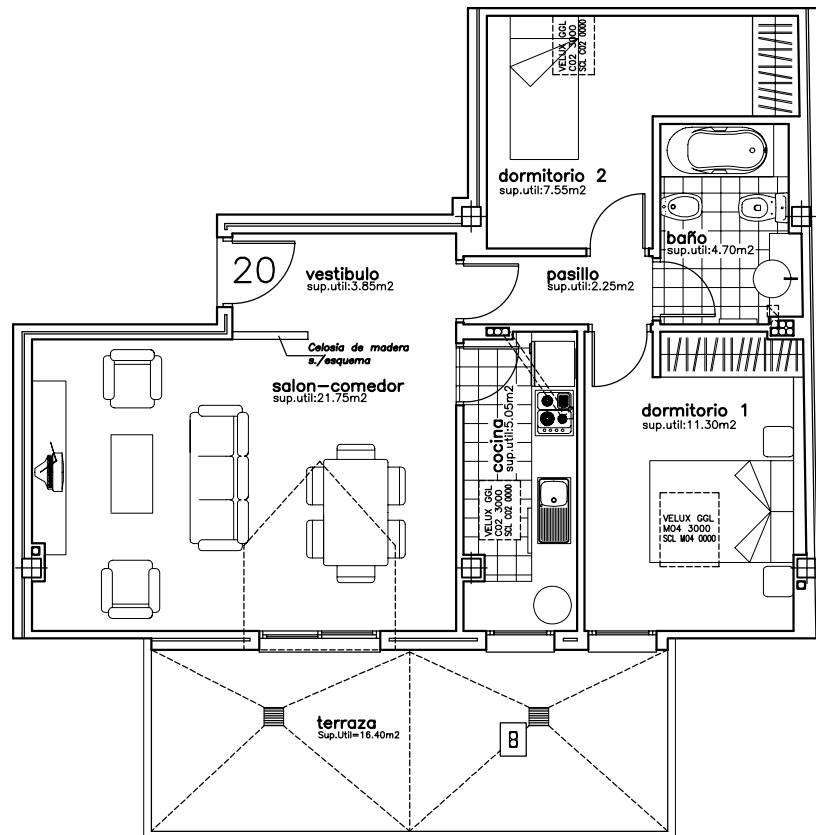 VELUX GGL
C02 3000
SCL C02 0000
dormitorio 2
sup.util:7.55m2
baño
sup.util:4.70m2
20
vestibulo
sup.util:3.85m2
pasillo
sup.util:2.25m2
Celosia de madera
s./esquema
salon-comedor
sup.util:21.75m2
cocina
sup.util:5.05m2
dormitorio 1
sup.util:11.30m2
VELUX GGL
C02 3000
SCL C02 0000
VELUX GGL
M04 3000
SCL M04 0000
terraza
Sup.Util=16.40m2
8